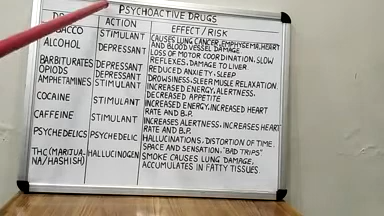 PSYCHOACTIVE DRUGS
ACTION EFFECT/RISK
BACCO STIMULANT CAUSES LUNG CANCER, EMPHYSEMA, HEART
AND BLOOD VESSEL DAMAGE
ALCOHOL DEPRESSANT LOSS OF MOTOR COORDINATION, SLOW
REFLEXES, DAMAGE TO LIVER
BARBITURATES DEPRESSANT REDUCED ANXIETY, SLEEP
OPIODS DEPRESSANT DROWSINESS, SLEEP MUSLE RELAXATION
AMPHETAMINES STIMULANT INCREASED ENERGY, ALERTNESS,
DECREASED APPETITE
COCAINE STIMULANT INCREASED ENERGY, INCREASED HEART
RATE AND B.P.
CAFFEINE STIMULANT INCREASES ALERTNESS, INCREASES HEART
RATE AND B.P.
PSYCHEDELICS PSYCHEDELIC HALLUCINATIONS, DISTORTION OF TIME,
SPACE AND SENSATION, "BAD TRIPS"
THC (MARIJUA- HALLUCINOGEN SMOKE CAUSES LUNG DAMAGE,
NA/HASHISH) ACCUMULATES IN FATTY TISSUES.